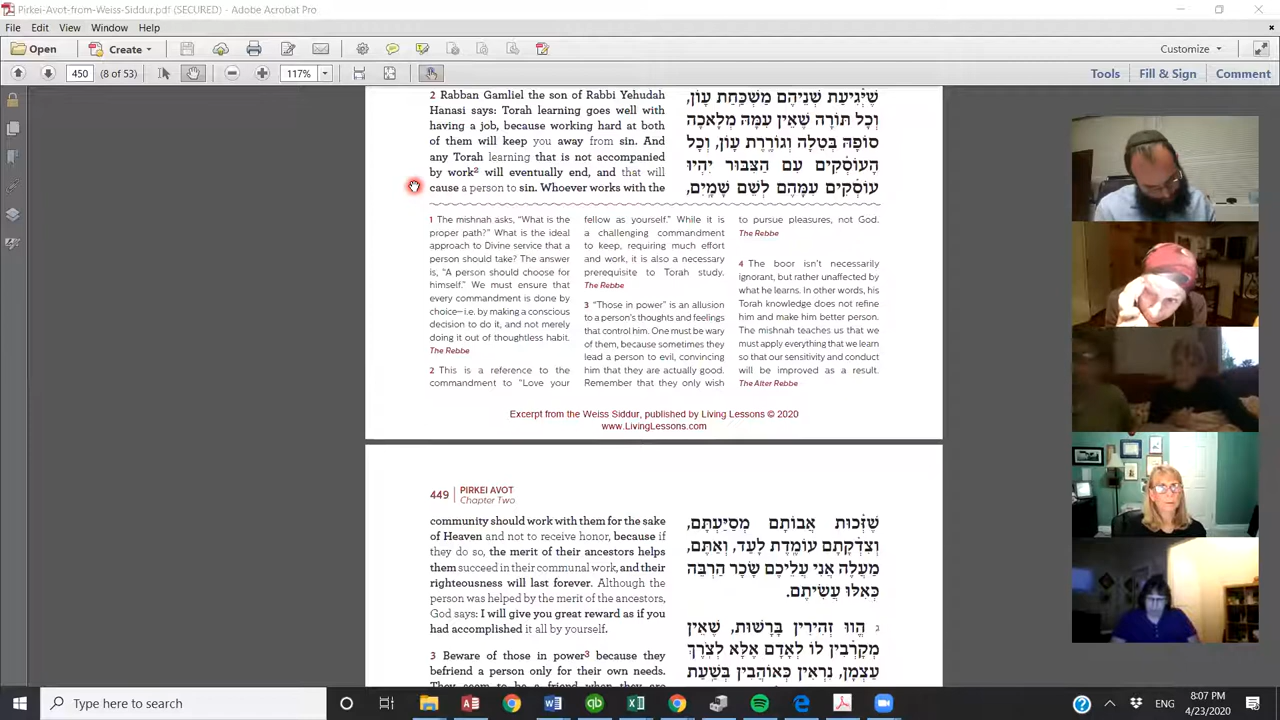 Pirkei-Avot-from-Weiss-Siddur.pdf (SECURED) - Adobe Acrobat Pro
File Edit View Window Help
Open Create Customize
450 (8 of 53) 117% Tools Fill & Sign Comment
2 Rabban Gamliel the son of Rabbi Yehudah
Hanasi says: Torah learning goes well with
having a job, because working hard at both
of them will keep you away from sin. And
any Torah learning that is not accompanied
by work² will eventually end, and that will
cause a person to sin. Whoever works with the
שֶׁיְּגִיעַת שְׁנֵיהֶם מַשְׁכַּחַת עָוֹן,
וְכָל תּוֹרָה שֶׁאֵין עִמָּהּ מְלָאכָה
סוֹפָהּ בְּטֵלָה וְגוֹרֶרֶת עָוֹן, וְכָל
הָעוֹסְקִים עִם הַצִּבּוּר יִהְיוּ
עוֹסְקִים עִמָּהֶם לְשֵׁם שָׁמַיִם,
1 The mishnah asks, "What is the
proper path?" What is the ideal
approach to Divine service that a
person should take? The answer
is, "A person should choose for
himself." We must ensure that
every commandment is done by
choice—i.e. by making a conscious
decision to do it, and not merely
doing it out of thoughtless habit.
The Rebbe
2 This is a reference to the
commandment to "Love your
fellow as yourself." While it is
a challenging commandment
to keep, requiring much effort
and work, it is also a necessary
prerequisite to Torah study.
The Rebbe
3 "Those in power" is an allusion
to a person's thoughts and feelings
that control him. One must be wary
of them, because sometimes they
lead a person to evil, convincing
him that they are actually good.
Remember that they only wish
to pursue pleasures, not God.
The Rebbe
4 The boor isn't necessarily
ignorant, but rather unaffected by
what he learns. In other words, his
Torah knowledge does not refine
him and make him better person.
The mishnah teaches us that we
must apply everything that we learn
so that our sensitivity and conduct
will be improved as a result.
The Alter Rebbe
Excerpt from the Weiss Siddur, published by Living Lessons © 2020
www.LivingLessons.com
449 PIRKEI AVOT
Chapter Two
community should work with them for the sake
of Heaven and not to receive honor, because if
they do so, the merit of their ancestors helps
them succeed in their communal work, and their
righteousness will last forever. Although the
person was helped by the merit of the ancestors,
God says: I will give you great reward as if you
had accomplished it all by yourself.
3 Beware of those in power³ because they
befriend a person only for their own needs.
They seem to be a friend when they are
שֶׁזְּכוּת אֲבוֹתָם מְסַיַּעְתָּם,
וְצִדְקָתָם עוֹמֶדֶת לָעַד, וְאַתֶּם,
מַעֲלֶה אֲנִי עֲלֵיכֶם שָׂכָר הַרְבֵּה
כְּאִלּוּ עֲשִׂיתֶם.
ג הֱווּ זְהִירִין בָּרָשׁוּת, שֶׁאֵין
מְקָרְבִין לוֹ לְאָדָם אֶלָּא לְצֹרֶךְ
עַצְמָן, נִרְאִין כְּאוֹהֲבִין בִּשְׁעַת
Type here to search
8:07 PM
4/23/2020